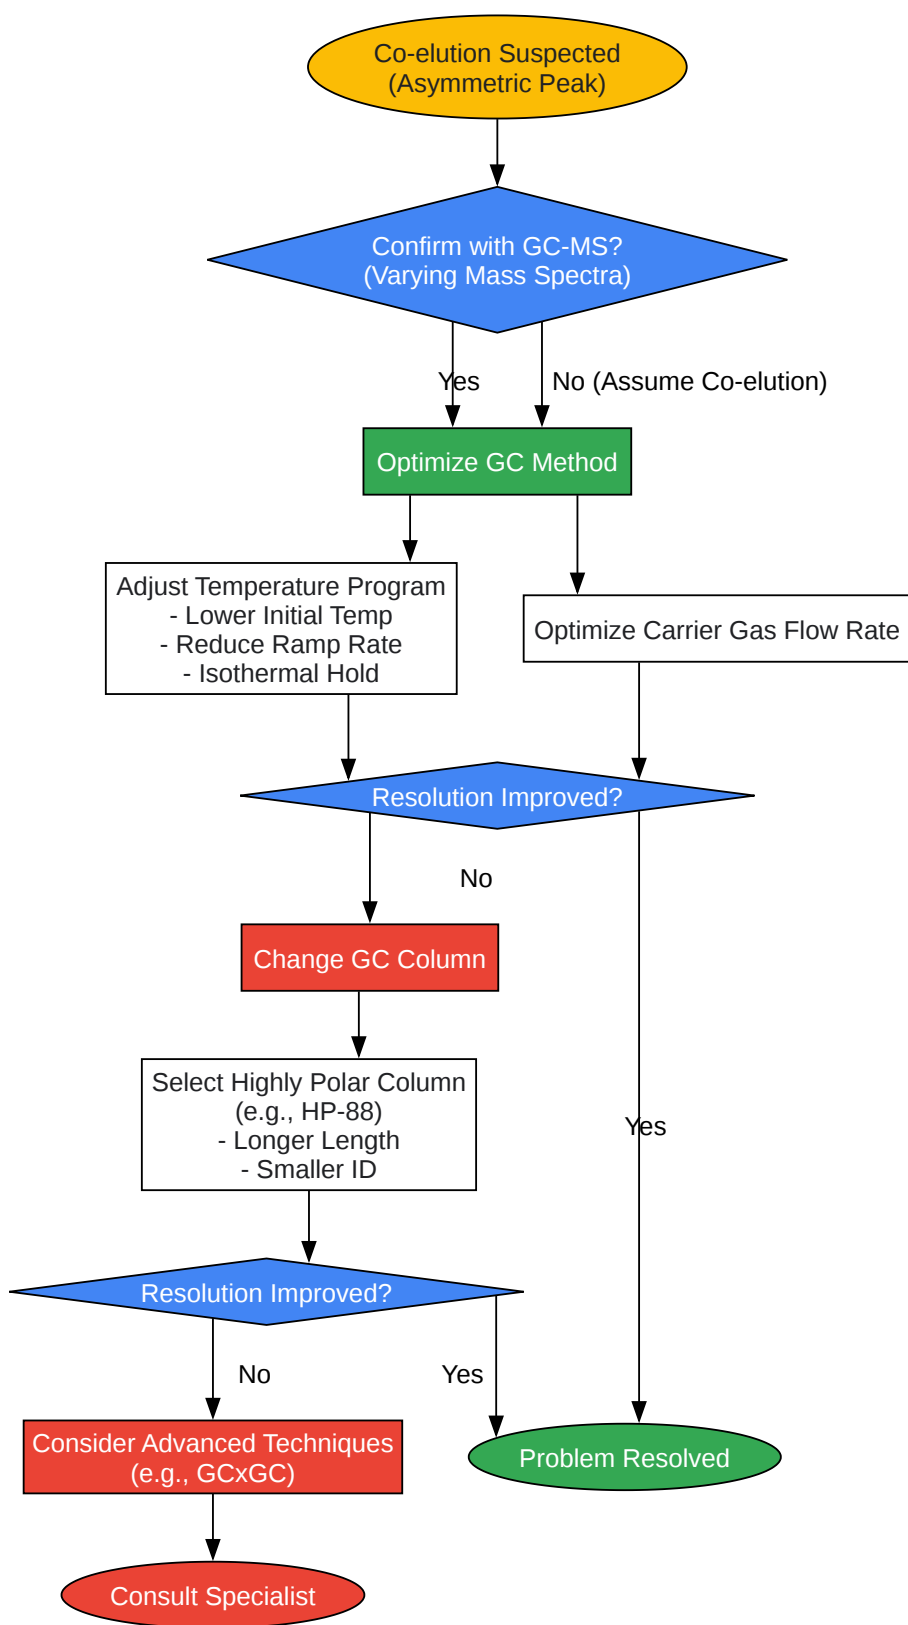 Co-elution Suspected
(Asymmetric Peak)
Confirm with GC-MS?
(Varying Mass Spectra)
Yes
No (Assume Co-elution)
Optimize GC Method
Adjust Temperature Program
- Lower Initial Temp
- Reduce Ramp Rate
- Isothermal Hold
Optimize Carrier Gas Flow Rate
Resolution Improved?
No
Change GC Column
Select Highly Polar Column
(e.g., HP-88)
- Longer Length
- Smaller ID
Yes
Resolution Improved?
No
Yes
Consider Advanced Techniques
(e.g., GCxGC)
Problem Resolved
Consult Specialist